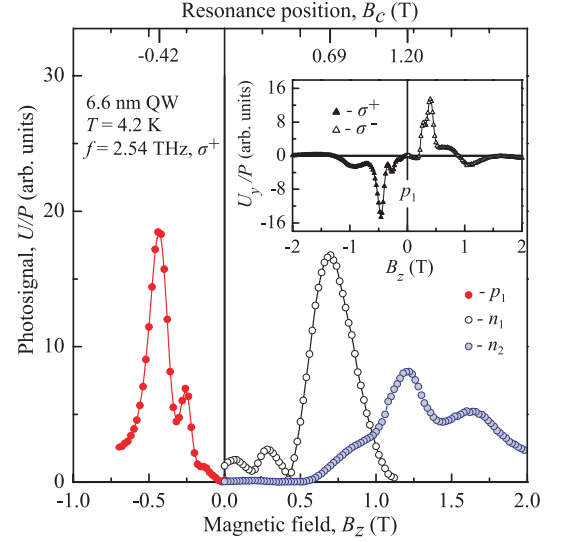 Resonance position, B_C (T)
-0.42 0.69 1.20
Photosignal, U/P (arb. units)
30
20
10
0
6.6 nm QW
T = 4.2 K
f = 2.54 THz, σ⁺
U_y/P (arb. units)
16
8
0
-8
-16
▲ - σ⁺
△ - σ⁻
p₁
-2 -1 0 1 2
B_z (T)
- p₁
- n₁
- n₂
-1.0 -0.5 0.0 0.5 1.0 1.5 2.0
Magnetic field, B_z (T)